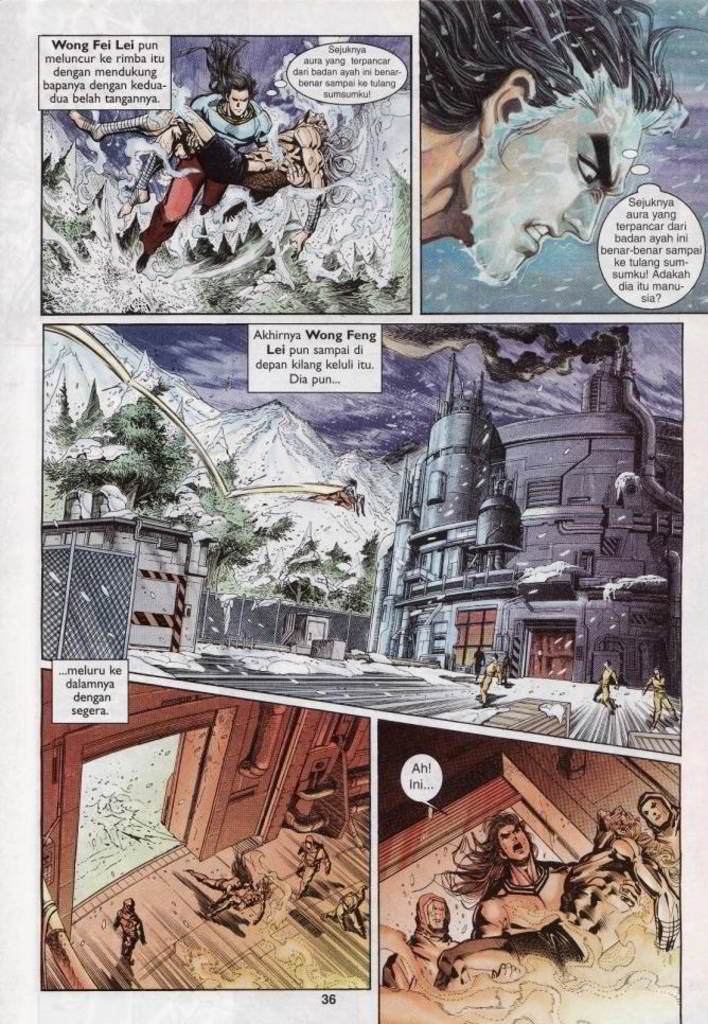 Wong Fei Lei pun
meluncur ke rimba itu
dengan mendukung
bapanya dengan kedua-
dua belah tangannya.
Sejuknya
aura yang terpancar
dari badan ayah ini benar-
benar sampai ke tulang
sumsumku!
Sejuknya
aura yang
terpancar dari
badan ayah ini
benar-benar sampai
ke tulang sum-
sumku! Adakah
dia itu manu-
sia?
Akhirnya Wong Feng
Lei pun sampai di
depan kilang keluli itu.
Dia pun...
...meluru ke
dalamnya
dengan
segera.
Ah!
Ini...
36